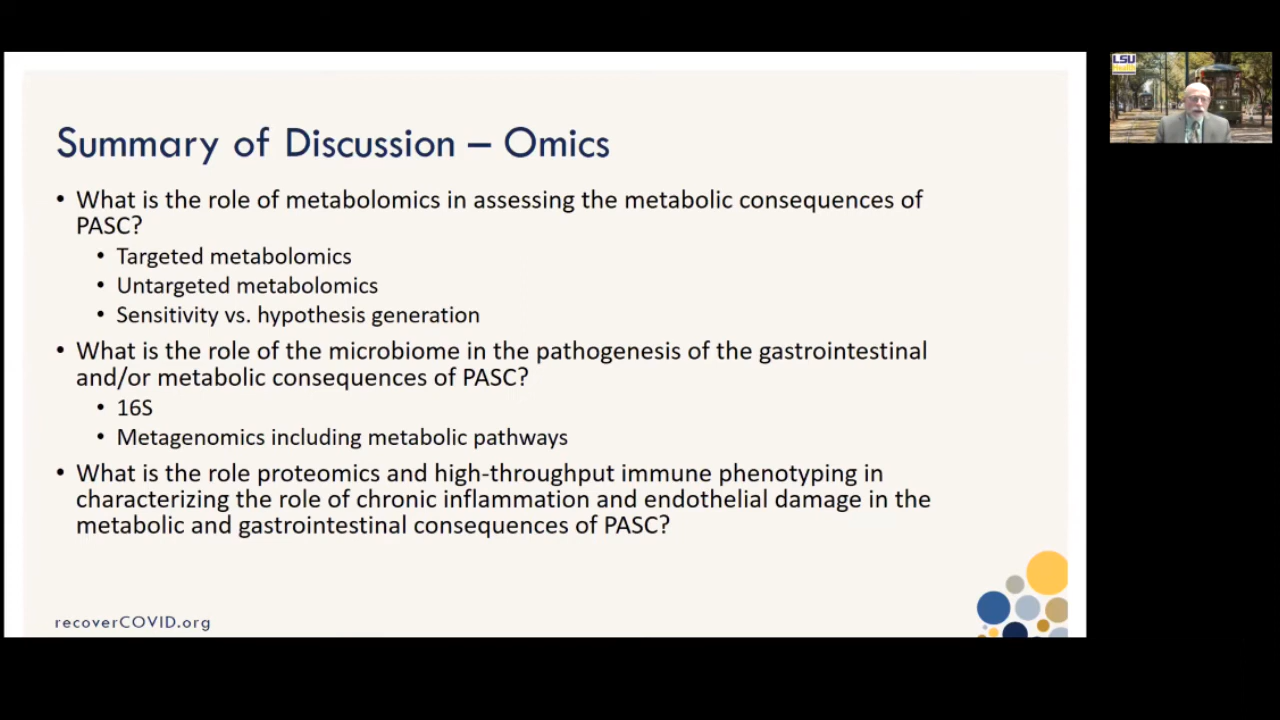 Summary of Discussion – Omics
• What is the role of metabolomics in assessing the metabolic consequences of
PASC?
• Targeted metabolomics
• Untargeted metabolomics
• Sensitivity vs. hypothesis generation
• What is the role of the microbiome in the pathogenesis of the gastrointestinal
and/or metabolic consequences of PASC?
• 16S
• Metagenomics including metabolic pathways
• What is the role proteomics and high-throughput immune phenotyping in
characterizing the role of chronic inflammation and endothelial damage in the
metabolic and gastrointestinal consequences of PASC?
recoverCOVID.org
LSU